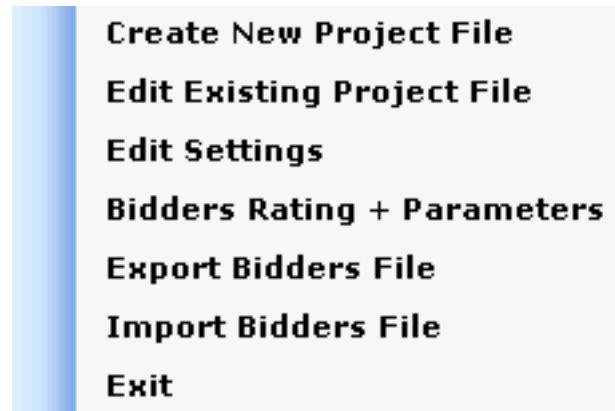 Create New Project File
Edit Existing Project File
Edit Settings
Bidders Rating + Parameters
Export Bidders File
Import Bidders File
Exit